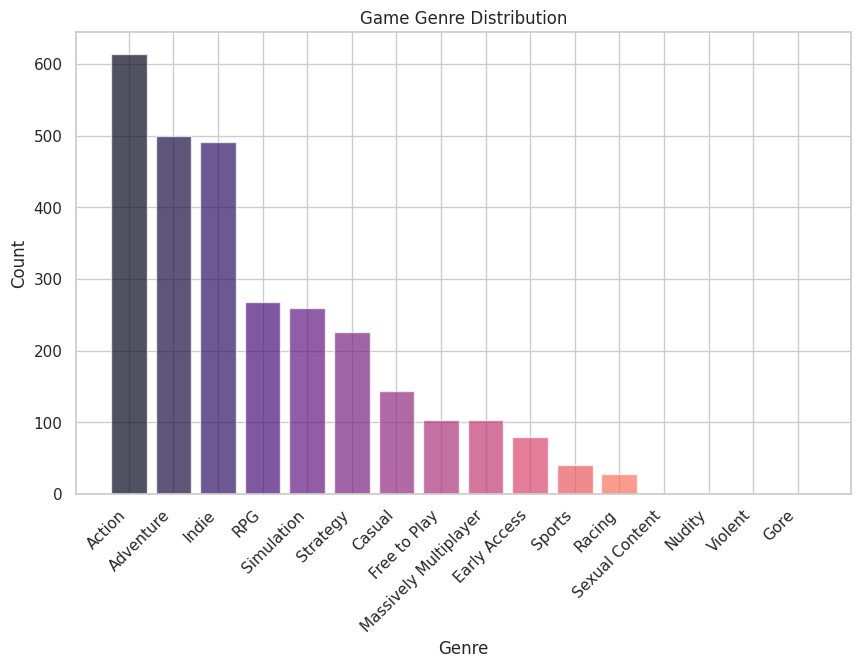 Game Genre Distribution
Count
600
500
400
300
200
100
0
Action
Adventure
Indie
RPG
Simulation
Strategy
Casual
Free to Play
Massively Multiplayer
Early Access
Sports
Racing
Sexual Content
Nudity
Violent
Gore
Genre